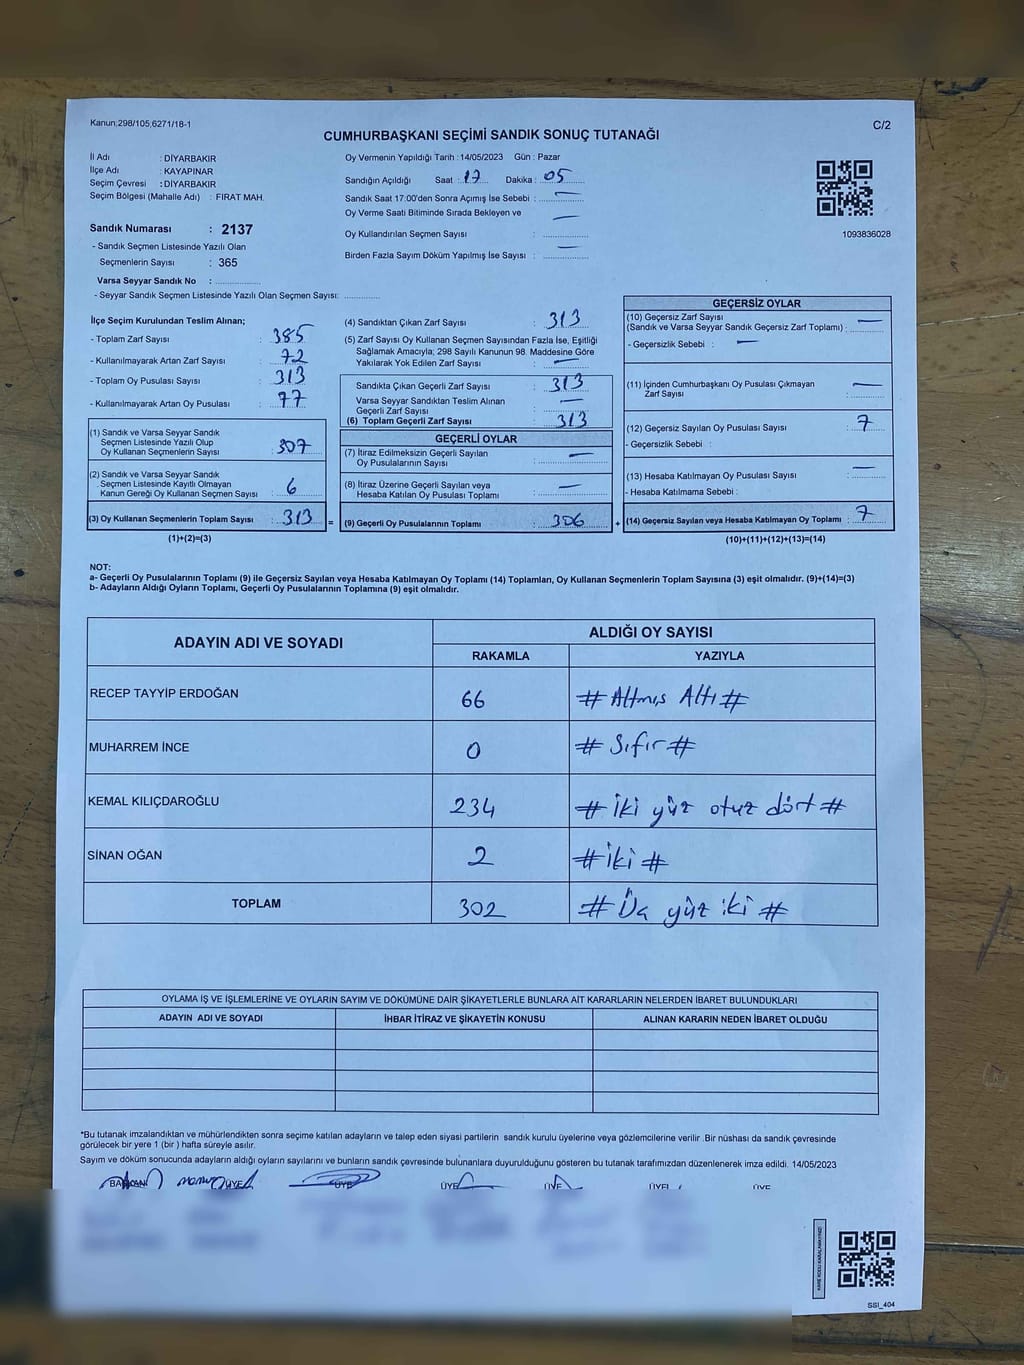 Kanun;298/105;6271/18-1
CUMHURBAŞKANI SEÇİMİ SANDIK SONUÇ TUTANAĞI
C/2
İl Adı : DİYARBAKIR
İlçe Adı : KAYAPINAR
Seçim Çevresi : DİYARBAKIR
Seçim Bölgesi (Mahalle Adı) : FIRAT MAH.
Sandık Numarası : 2137
- Sandık Seçmen Listesinde Yazılı Olan
Seçmenlerin Sayısı : 365
Varsa Seyyar Sandık No :
- Seyyar Sandık Seçmen Listesinde Yazılı Olan Seçmen Sayısı:
Oy Vermenin Yapıldığı Tarih : 14/05/2023 Gün : Pazar
Sandığın Açıldığı Saat : 17 Dakika : 05
Sandık Saat 17:00'den Sonra Açımış İse Sebebi : —
Oy Verme Saati Bitiminde Sırada Bekleyen ve
Oy Kullandırılan Seçmen Sayısı : —
Birden Fazla Sayım Döküm Yapılmış İse Sayısı : —
1093836028
İlçe Seçim Kurulundan Teslim Alınan;
- Toplam Zarf Sayısı : 385
- Kullanılmayarak Artan Zarf Sayısı : 72
- Toplam Oy Pusulası Sayısı : 313
- Kullanılmayarak Artan Oy Pusulası : 77
(1) Sandık ve Varsa Seyyar Sandık
Seçmen Listesinde Yazılı Olup
Oy Kullanan Seçmenlerin Sayısı : 307
(2) Sandık ve Varsa Seyyar Sandık
Seçmen Listesinde Kayıtlı Olmayan
Kanun Gereği Oy Kullanan Seçmen Sayısı : 6
(3) Oy Kullanan Seçmenlerin Toplam Sayısı : 313 =
(1)+(2)=(3)
(4) Sandıktan Çıkan Zarf Sayısı : 313
(5) Zarf Sayısı Oy Kullanan Seçmen Sayısından Fazla İse, Eşitliği
Sağlamak Amacıyla; 298 Sayılı Kanunun 98. Maddesine Göre
Yakılarak Yok Edilen Zarf Sayısı : —
Sandıkta Çıkan Geçerli Zarf Sayısı : 313
Varsa Seyyar Sandıktan Teslim Alınan
Geçerli Zarf Sayısı : —
(6) Toplam Geçerli Zarf Sayısı : 313
GEÇERLİ OYLAR
(7) İtiraz Edilmeksizin Geçerli Sayılan
Oy Pusulalarının Sayısı : —
(8) İtiraz Üzerine Geçerli Sayılan veya
Hesaba Katılan Oy Pusulası Toplamı : —
(9) Geçerli Oy Pusulalarının Toplamı : 306 +
GEÇERSİZ OYLAR
(10) Geçersiz Zarf Sayısı
(Sandık ve Varsa Seyyar Sandık Geçersiz Zarf Toplamı) : —
- Geçersizlik Sebebi : —
(11) İçinden Cumhurbaşkanı Oy Pusulası Çıkmayan
Zarf Sayısı : —
(12) Geçersiz Sayılan Oy Pusulası Sayısı : 7
- Geçersizlik Sebebi :
(13) Hesaba Katılmayan Oy Pusulası Sayısı : —
- Hesaba Katılmama Sebebi :
(14) Geçersiz Sayılan veya Hesaba Katılmayan Oy Toplamı : 7
(10)+(11)+(12)+(13)=(14)
NOT:
a- Geçerli Oy Pusulalarının Toplamı (9) ile Geçersiz Sayılan veya Hesaba Katılmayan Oy Toplamı (14) Toplamları, Oy Kullanan Seçmenlerin Toplam Sayısına (3) eşit olmalıdır. (9)+(14)=(3)
b- Adayların Aldığı Oyların Toplamı, Geçerli Oy Pusulalarının Toplamına (9) eşit olmalıdır.
ADAYIN ADI VE SOYADI ALDIĞI OY SAYISI
RAKAMLA YAZIYLA
RECEP TAYYİP ERDOĞAN 66 # Altmış Altı #
MUHARREM İNCE 0 # Sıfır #
KEMAL KILIÇDAROĞLU 234 # iki yüz otuz dört #
SİNAN OĞAN 2 # iki #
TOPLAM 302 # yüz iki #
OYLAMA İŞ VE İŞLEMLERİNE VE OYLARIN SAYIM VE DÖKÜMÜNE DAİR ŞİKAYETLERLE BUNLARA AİT KARARLARIN NELERDEN İBARET BULUNDUKLARI
ADAYIN ADI VE SOYADI İHBAR İTİRAZ VE ŞİKAYETİN KONUSU ALINAN KARARIN NEDEN İBARET OLDUĞU
*Bu tutanak imzalandıktan ve mühürlendikten sonra seçime katılan adayların ve talep eden siyasi partilerin sandık kurulu üyelerine veya gözlemcilerine verilir .Bir nüshası da sandık çevresinde
görülecek bir yere 1 (bir ) hafta süreyle asılır.
Sayım ve döküm sonucunda adayların aldığı oyların sayılarını ve bunların sandık çevresinde bulunanlara duyurulduğunu gösteren bu tutanak tarafımızdan düzenlenerek imza edildi. 14/05/2023
BAŞKAN ÜYE ÜYE ÜYE ÜYE ÜYE ÜYE
SSI_404